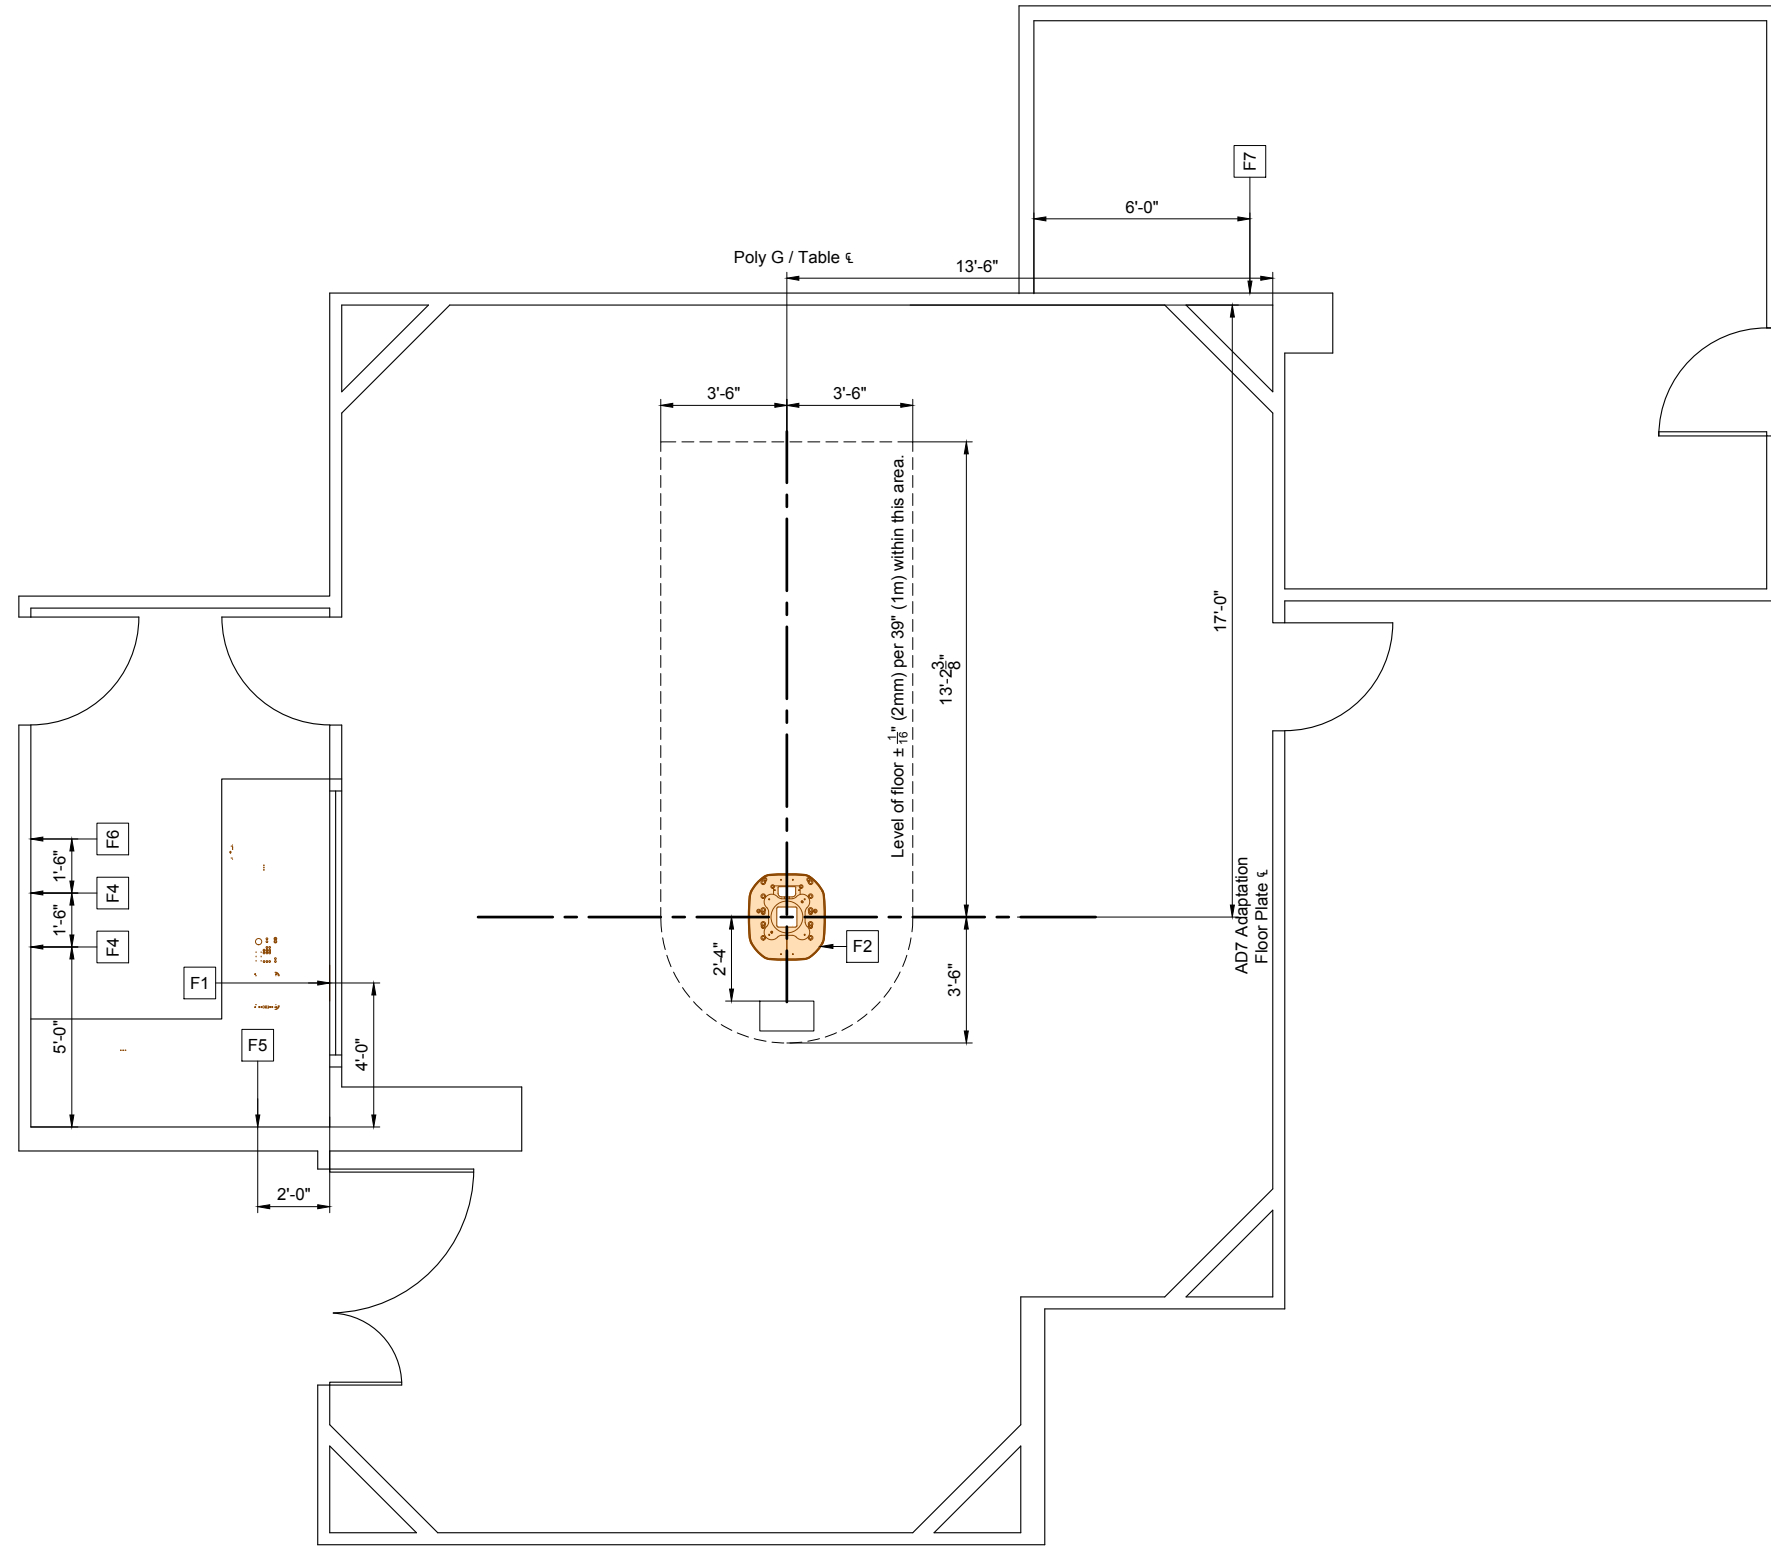 F7
6'-0"
Poly G / Table ℄
13'-6"
3'-6"
3'-6"
Level of floor ± 1/16" (2mm) per 39" (1m) within this area.
13'-2 3/8"
17'-0"
F6
1'-6"
F4
1'-6"
F4
AD7 Adaptation
Floor Plate ℄
F2
2'-4"
3'-6"
F1
5'-0"
F5
4'-0"
2'-0"